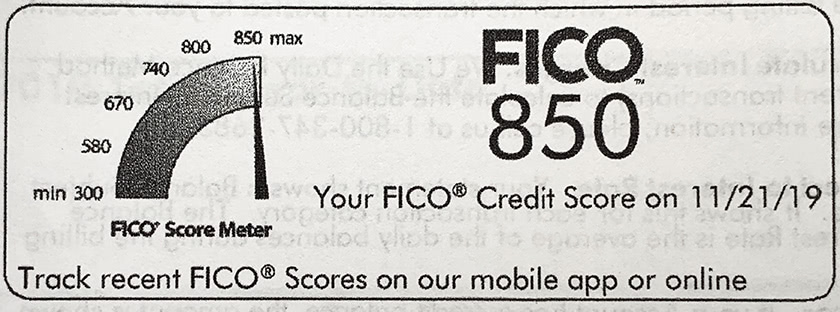 850 max
800
740
670
580
min 300
FICO® Score Meter
FICO™
850
Your FICO® Credit Score on 11/21/19
Track recent FICO® Scores on our mobile app or online